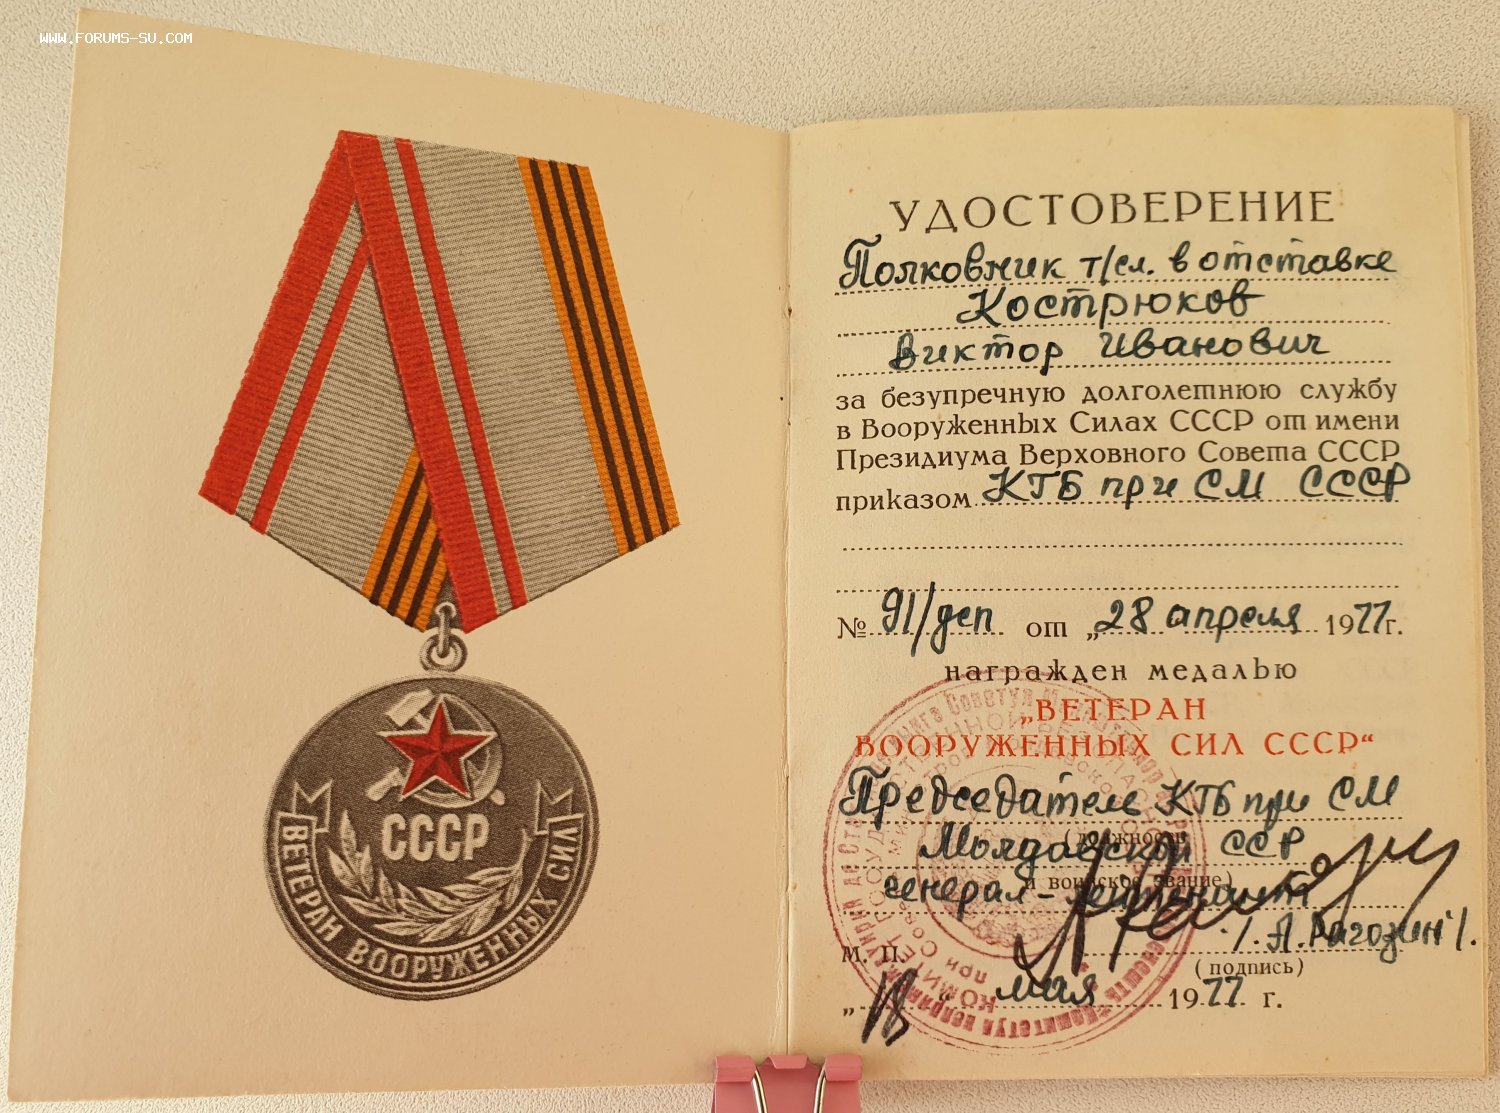 WWW.FORUMS-SU.COM
СССР
ВЕТЕРАН ВООРУЖЕННЫХ СИЛ
УДОСТОВЕРЕНИЕ
Полковник т/сл. в отставке
Кострюков
Виктор Иванович
за безупречную долголетнюю службу
в Вооруженных Силах СССР от имени
Президиума Верховного Совета СССР
приказом КГБ при СМ СССР
№ 91/деп от „28 апреля 1977г.
награжден медалью
„ВЕТЕРАН
ВООРУЖЕННЫХ СИЛ СССР“
Председатель КГБ при СМ
(должность
Молдавской ССР
и воинское звание)
генерал-лейтенант
/. А. Рагозин /.
М. П.
(подпись)
„18“ мая 1977 г.